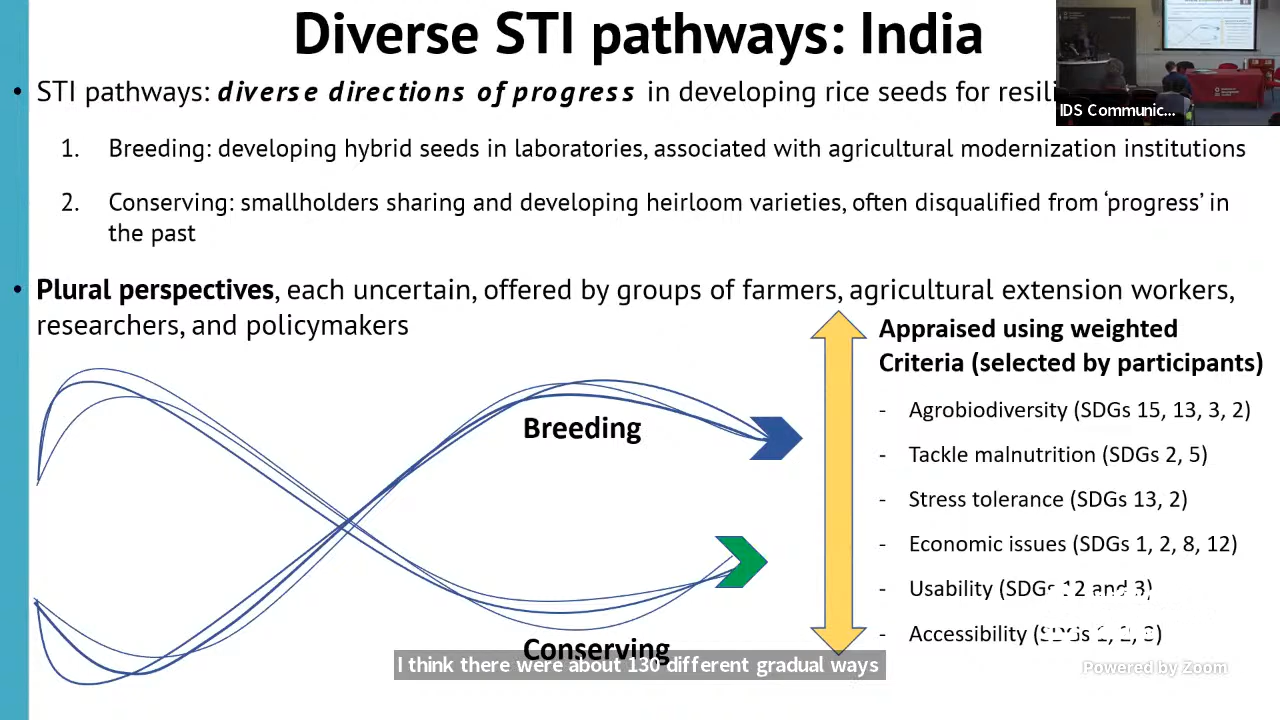 Diverse STI pathways: India
• STI pathways: diverse directions of progress in developing rice seeds for resili
IDS Communic...
1. Breeding: developing hybrid seeds in laboratories, associated with agricultural modernization institutions
2. Conserving: smallholders sharing and developing heirloom varieties, often disqualified from ‘progress’ in
the past
• Plural perspectives, each uncertain, offered by groups of farmers, agricultural extension workers,
researchers, and policymakers
Appraised using weighted
Criteria (selected by participants)
- Agrobiodiversity (SDGs 15, 13, 3, 2)
- Tackle malnutrition (SDGs 2, 5)
- Stress tolerance (SDGs 13, 2)
- Economic issues (SDGs 1, 2, 8, 12)
- Usability (SDGs 12 and 3)
- Accessibility (SDGs
Breeding
Conserving
I think there were about 130 different gradual ways
Powered by Zoom